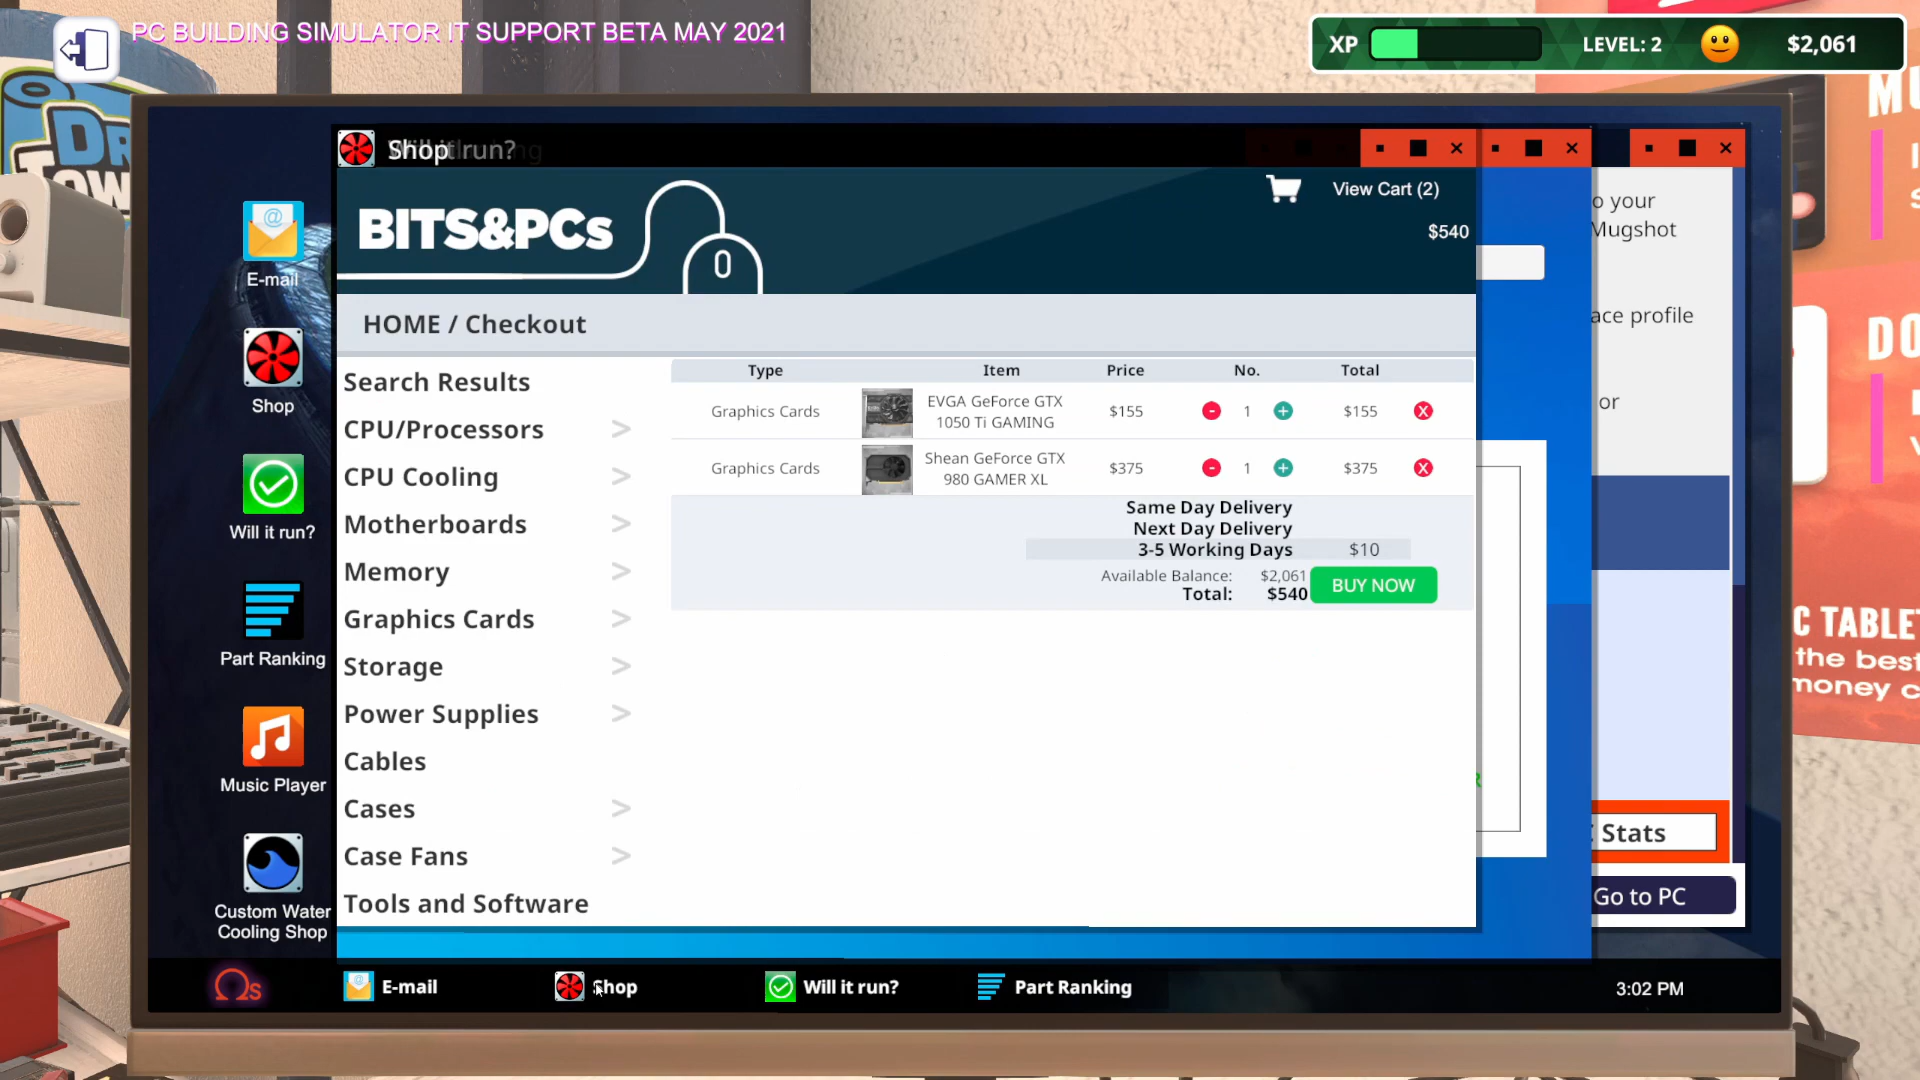 PC BUILDING SIMULATOR IT SUPPORT BETA MAY 2021
XP
LEVEL: 2
$2,061
Shop
run?
BITS&PCs
View Cart (2)
$540
HOME / Checkout
Search Results
CPU/Processors >
CPU Cooling >
Motherboards >
Memory >
Graphics Cards >
Storage >
Power Supplies >
Cables
Cases >
Case Fans >
Tools and Software
Type Item Price No. Total
Graphics Cards EVGA GeForce GTX 1050 Ti GAMING $155 - 1 + $155 X
Graphics Cards Shean GeForce GTX 980 GAMER XL $375 - 1 + $375 X
Same Day Delivery
Next Day Delivery
3-5 Working Days $10
Available Balance: $2,061
Total: $540
BUY NOW
E-mail
Shop
Will it run?
Part Ranking
Music Player
Custom Water
Cooling Shop
o your
Mugshot
ace profile
or
Stats
Go to PC
DO
C TABLET
the best
money c
E-mail
Shop
Will it run?
Part Ranking
3:02 PM